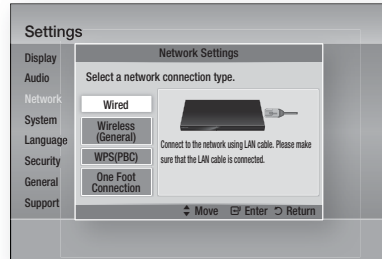 Settings
Display
Audio
Network
System
Language
Security
General
Support
Network Settings
Select a network connection type.
Wired
Wireless
(General)
WPS(PBC)
One Foot
Connection
Connect to the network using LAN cable. Please make
sure that the LAN cable is connected.
Move Enter Return